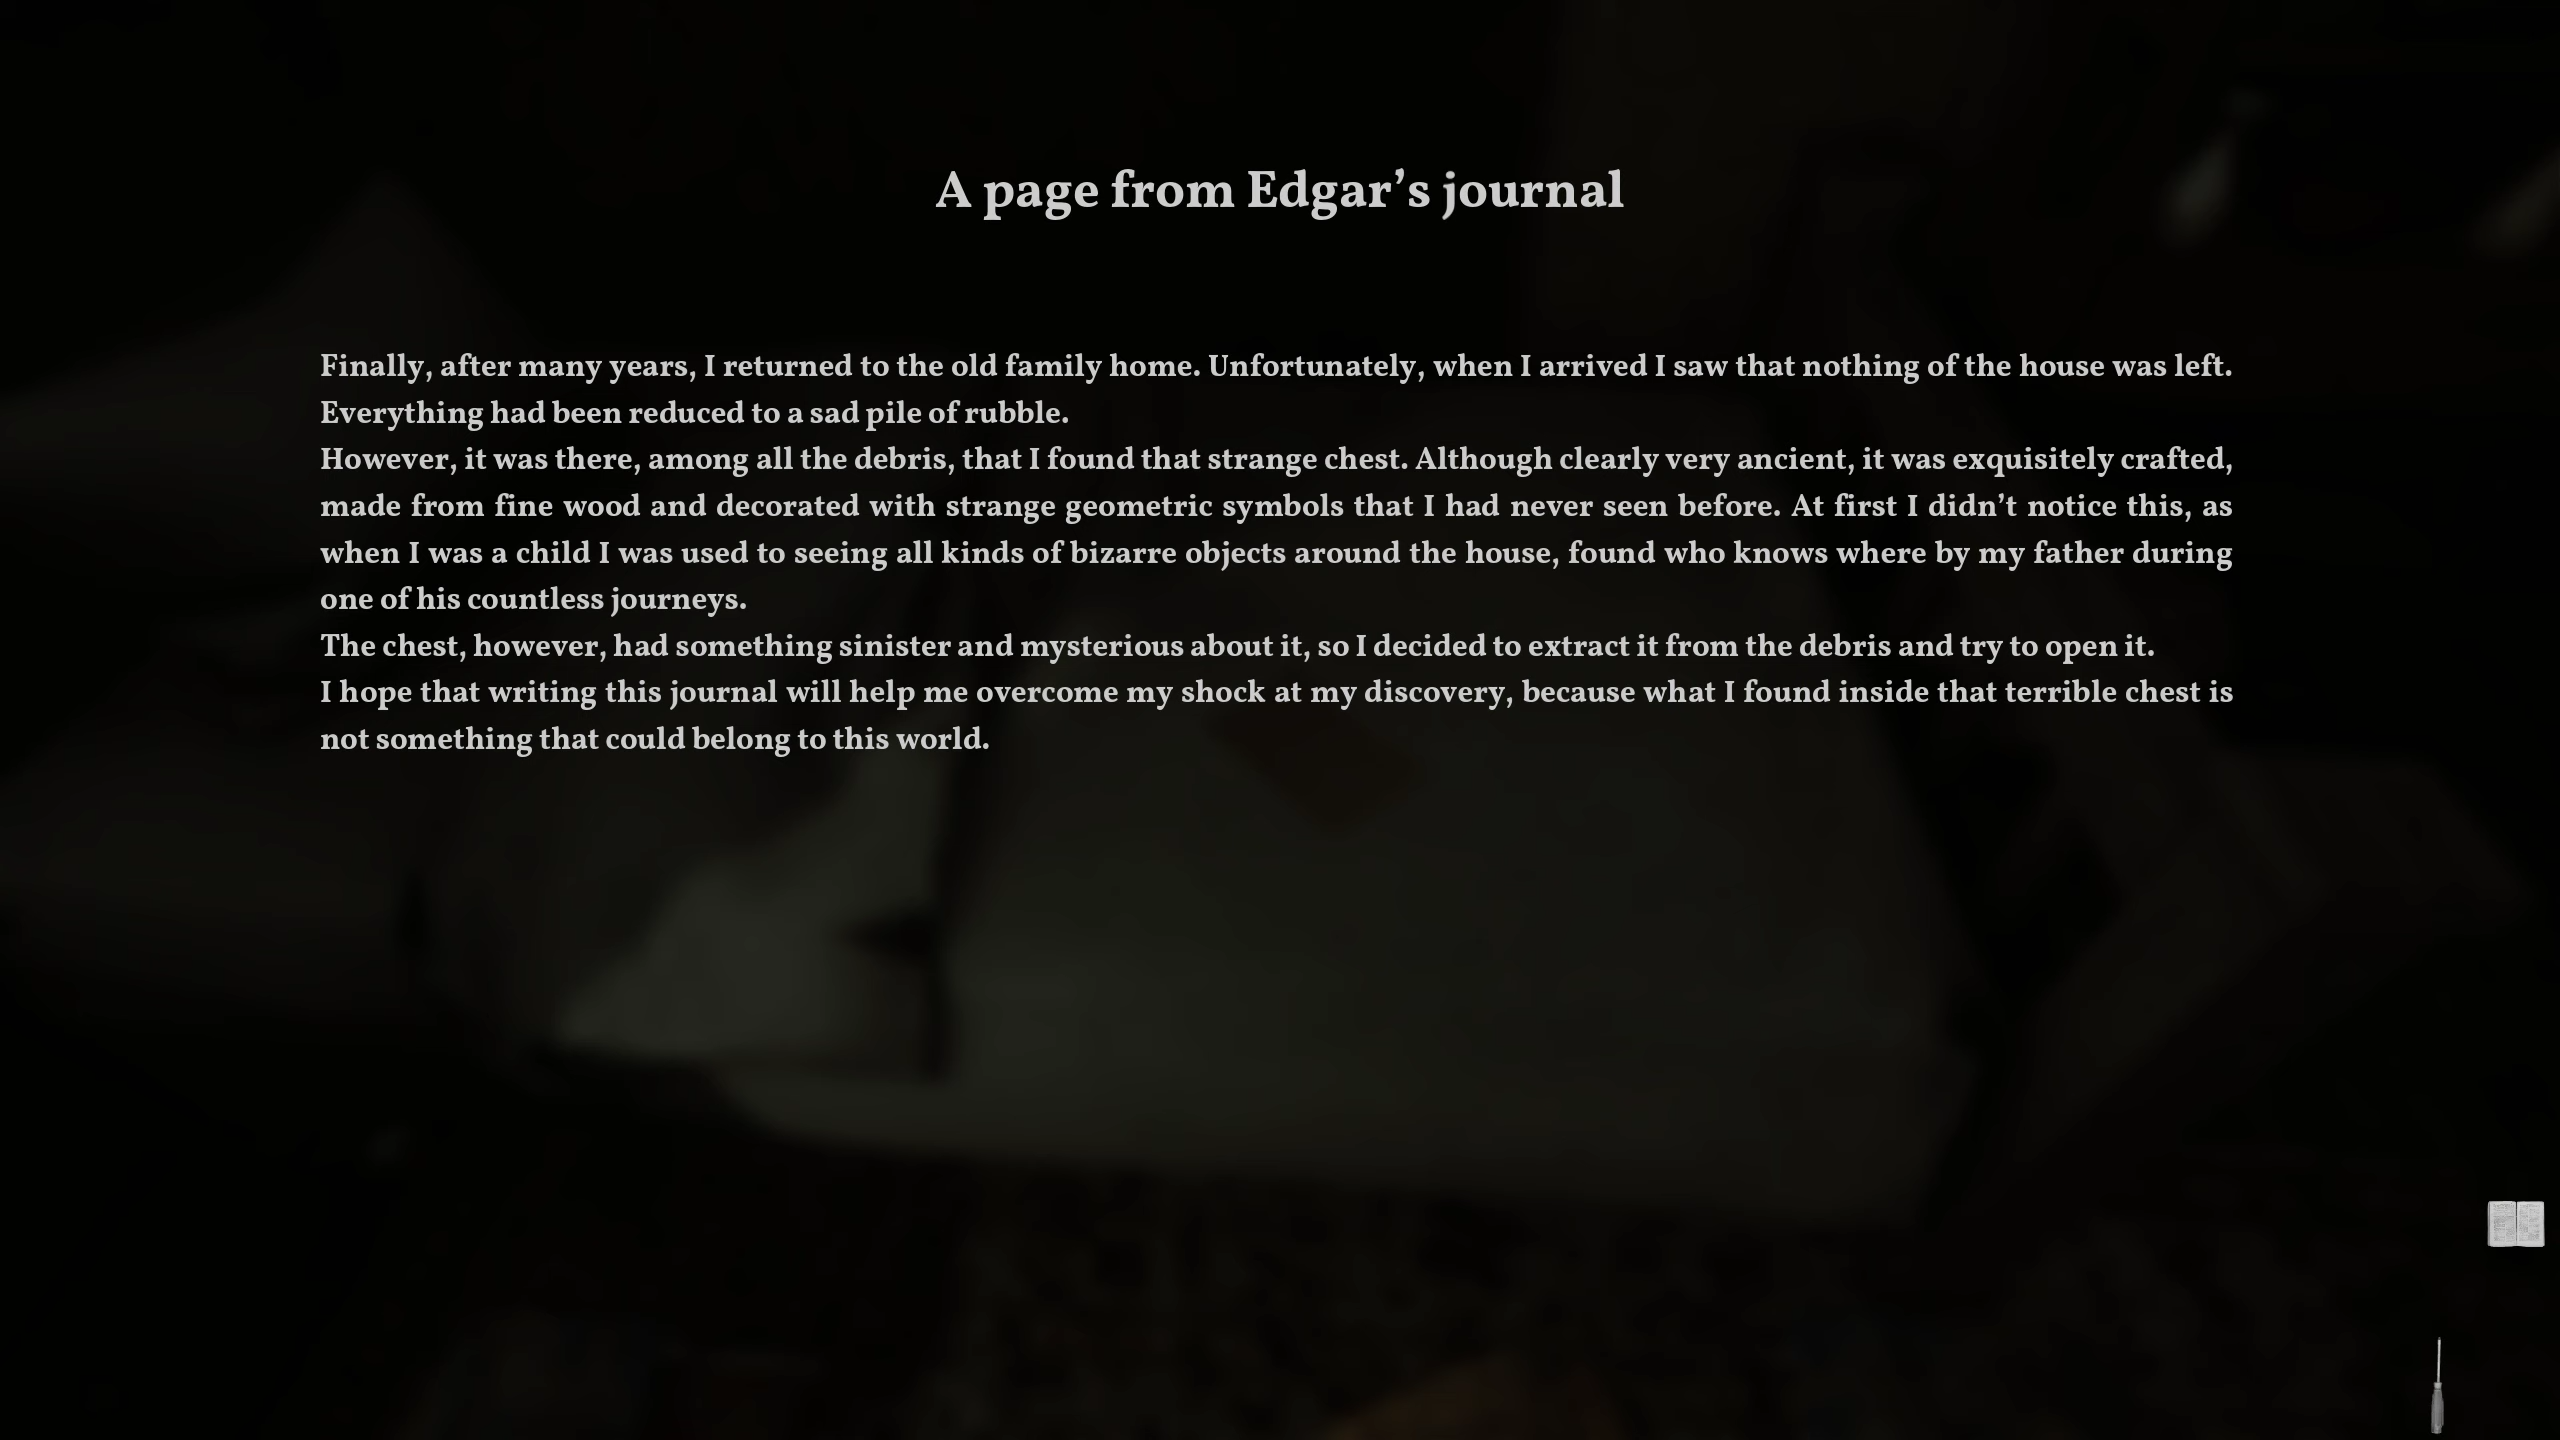 A page from Edgar’s journal
Finally, after many years, I returned to the old family home. Unfortunately, when I arrived I saw that nothing of the house was left.
Everything had been reduced to a sad pile of rubble.
However, it was there, among all the debris, that I found that strange chest. Although clearly very ancient, it was exquisitely crafted,
made from fine wood and decorated with strange geometric symbols that I had never seen before. At first I didn’t notice this, as
when I was a child I was used to seeing all kinds of bizarre objects around the house, found who knows where by my father during
one of his countless journeys.
The chest, however, had something sinister and mysterious about it, so I decided to extract it from the debris and try to open it.
I hope that writing this journal will help me overcome my shock at my discovery, because what I found inside that terrible chest is
not something that could belong to this world.